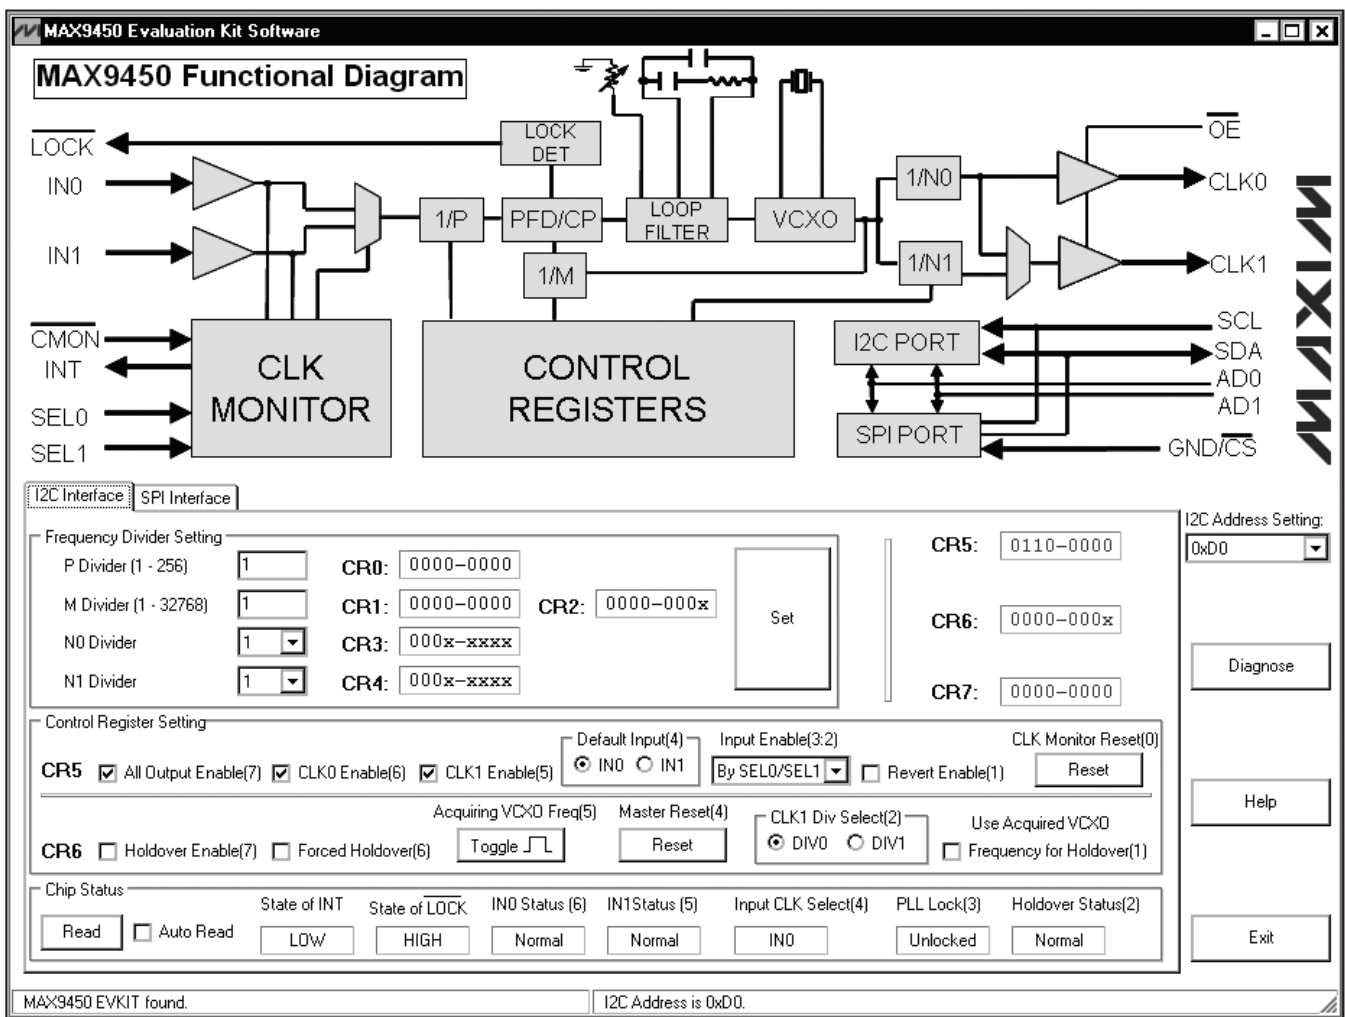 MAX9450 Evaluation Kit Software
MAX9450 Functional Diagram
LOCK
IN0
IN1
CMON
INT
SEL0
SEL1
LOCK
DET
1/P
PFD/CP
LOOP
FILTER
VCXO
1/M
1/N0
1/N1
OE
CLK0
CLK1
CLK
MONITOR
CONTROL
REGISTERS
I2C PORT
SPI PORT
SCL
SDA
AD0
AD1
GND/CS
MAXIM
I2C Interface
SPI Interface
Frequency Divider Setting
P Divider (1 - 256) 1 CR0: 0000-0000
M Divider (1 - 32768) 1 CR1: 0000-0000 CR2: 0000-000x
N0 Divider 1 CR3: 000x-xxxx
N1 Divider 1 CR4: 000x-xxxx
Set
CR5: 0110-0000
CR6: 0000-000x
CR7: 0000-0000
I2C Address Setting:
0xD0
Diagnose
Help
Exit
Control Register Setting
Default Input(4) Input Enable(3:2) CLK Monitor Reset(0)
CR5 All Output Enable(7) CLK0 Enable(6) CLK1 Enable(5) IN0 IN1 By SEL0/SEL1 Revert Enable(1) Reset
Acquiring VCXO Freq(5) Master Reset(4) CLK1 Div Select(2) Use Acquired VCXO
CR6 Holdover Enable(7) Forced Holdover(6) Toggle Reset DIV0 DIV1 Frequency for Holdover(1)
Chip Status
State of INT State of LOCK IN0 Status (6) IN1Status (5) Input CLK Select(4) PLL Lock(3) Holdover Status(2)
Read Auto Read LOW HIGH Normal Normal IN0 Unlocked Normal
MAX9450 EVKIT found.
I2C Address is 0xD0.